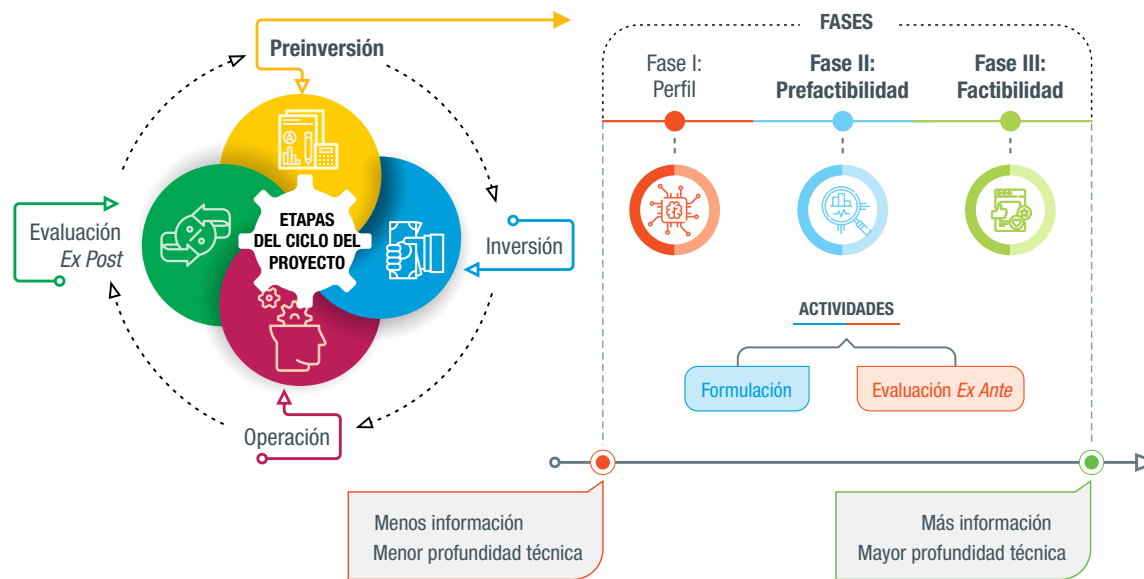 Preinversión
ETAPAS
DEL CICLO DEL
PROYECTO
Inversión
Operación
Evaluación
Ex Post
FASES
Fase I:
Perfil
Fase II:
Prefactibilidad
Fase III:
Factibilidad
ACTIVIDADES
Formulación
Evaluación Ex Ante
Menos información
Menor profundidad técnica
Más información
Mayor profundidad técnica